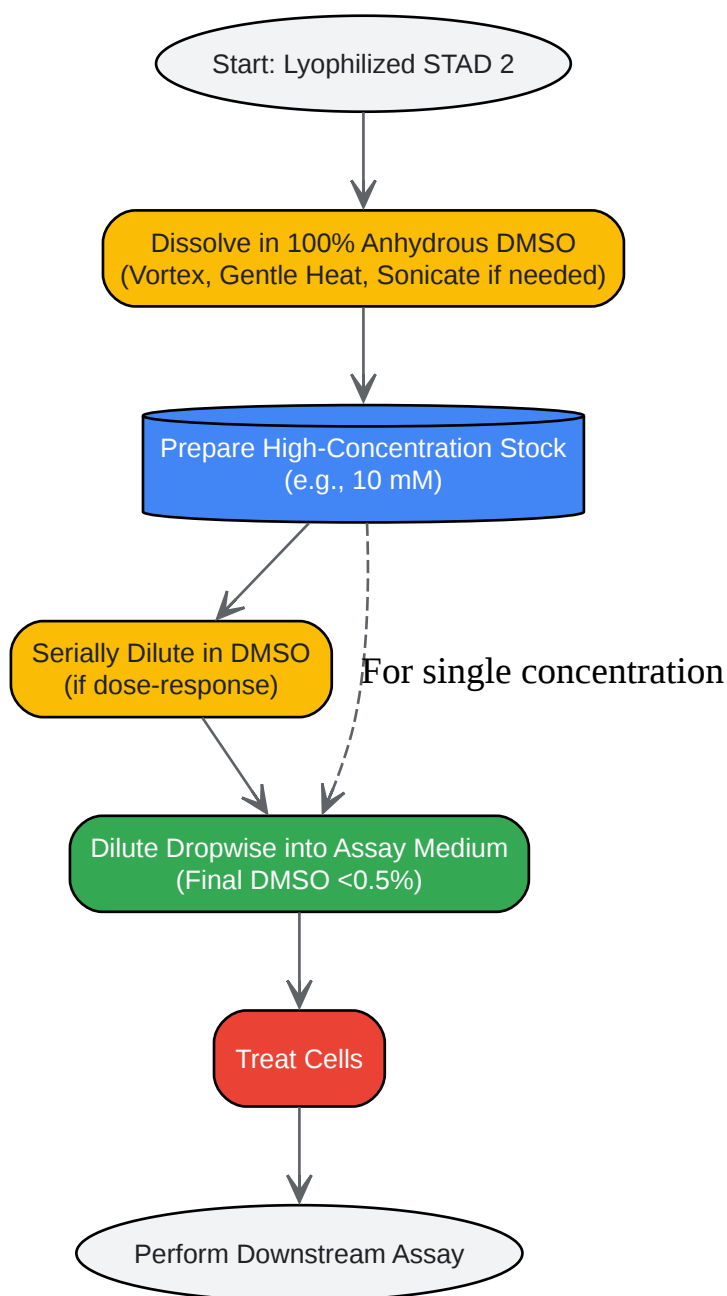 Start: Lyophilized STAD 2
Dissolve in 100% Anhydrous DMSO
(Vortex, Gentle Heat, Sonicate if needed)
Prepare High-Concentration Stock
(e.g., 10 mM)
Serially Dilute in DMSO
(if dose-response)
For single concentration
Dilute Dropwise into Assay Medium
(Final DMSO <0.5%)
Treat Cells
Perform Downstream Assay